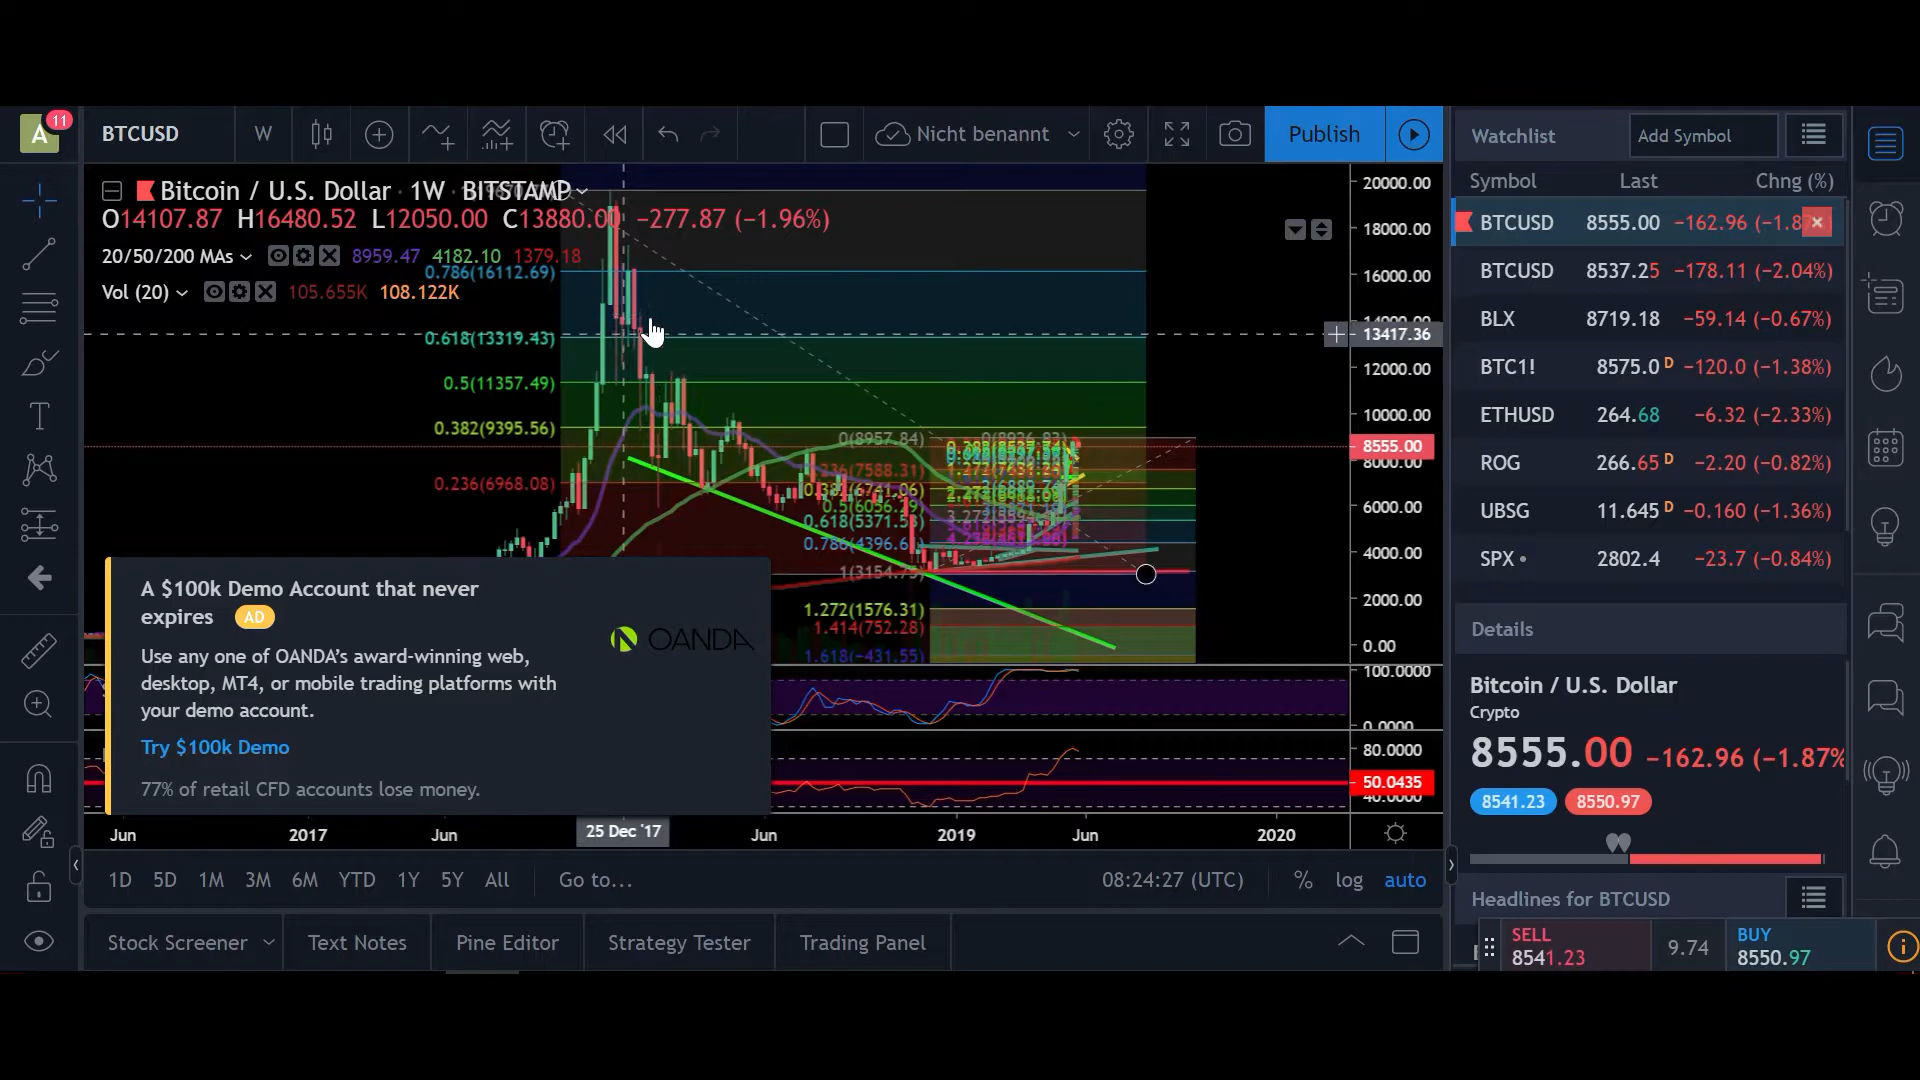 A
11
BTCUSD
W
Nicht benannt
Publish
Bitcoin / U.S. Dollar · 1W BITSTAMP
O14107.87 H16480.52 L12050.00 C13880.00 −277.87 (−1.96%)
20/50/200 MAs 8959.47 4182.10 1379.18
Vol (20) 105.655K 108.122K
0.786(16112.69)
0.618(13319.43)
0.5(11357.49)
0.382(9395.56)
0.236(6968.08)
0(8957.84)
0.5(6056.29)
0.618(5371.53)
1.272(1576.31)
1.414(752.28)
1.618(−431.55)
20000.00
18000.00
16000.00
13417.36
12000.00
10000.00
8555.00
8000.00
6000.00
4000.00
2000.00
0.00
100.0000
0.0000
80.0000
50.0435
40.0000
A $100k Demo Account that never
expires AD
OANDA
Use any one of OANDA's award-winning web,
desktop, MT4, or mobile trading platforms with
your demo account.
Try $100k Demo
77% of retail CFD accounts lose money.
Jun 2017 Jun 25 Dec '17 Jun 2019 Jun 2020
1D 5D 1M 3M 6M YTD 1Y 5Y All Go to...
08:24:27 (UTC) % log auto
Stock Screener Text Notes Pine Editor Strategy Tester Trading Panel
Watchlist Add Symbol
Symbol Last Chng (%)
BTCUSD 8555.00 −162.96 (−1.8
BTCUSD 8537.25 −178.11 (−2.04%)
BLX 8719.18 −59.14 (−0.67%)
BTC1! 8575.0 D −120.0 (−1.38%)
ETHUSD 264.68 −6.32 (−2.33%)
ROG 266.65 D −2.20 (−0.82%)
UBSG 11.645 D −0.160 (−1.36%)
SPX 2802.4 −23.7 (−0.84%)
Details
Bitcoin / U.S. Dollar
Crypto
8555.00 −162.96 (−1.87%
8541.23 8550.97
Headlines for BTCUSD
SELL
8541.23
9.74
BUY
8550.97